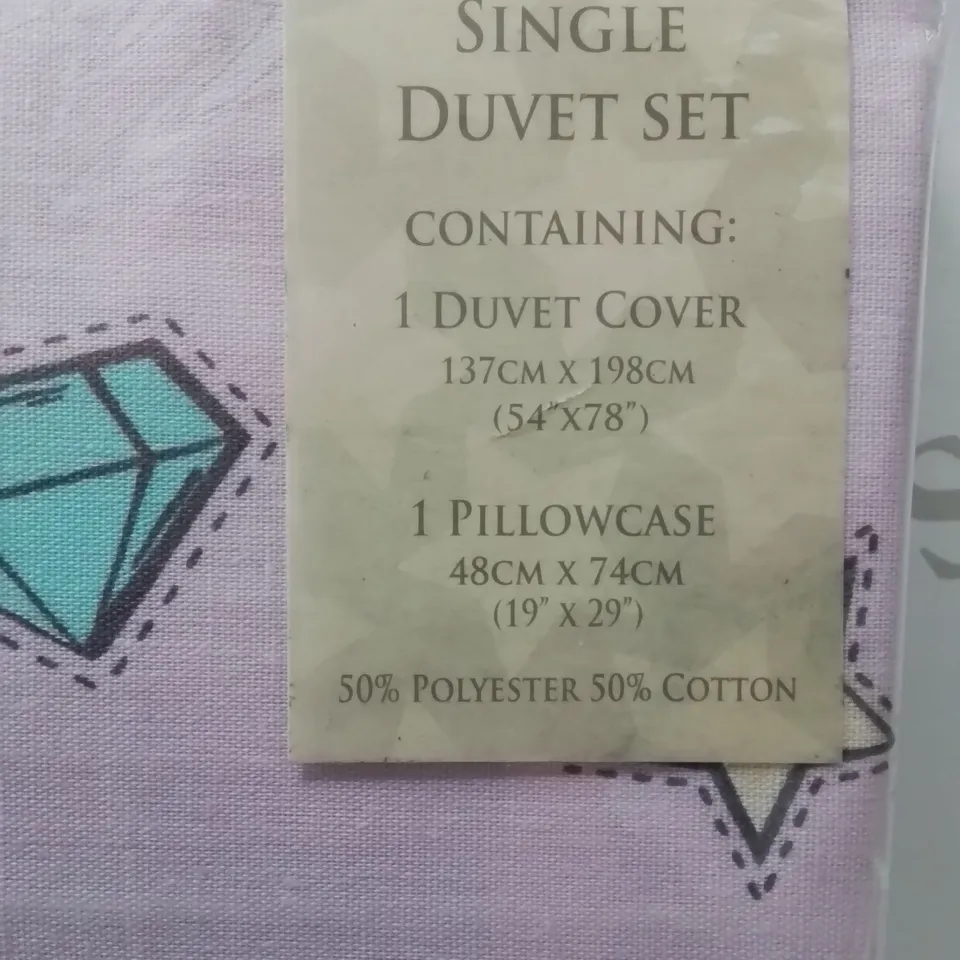 SINGLE
DUVET SET
CONTAINING:
1 DUVET COVER
137CM X 198CM
(54”X78”)
1 PILLOWCASE
48CM X 74CM
(19” X 29”)
50% POLYESTER 50% COTTON